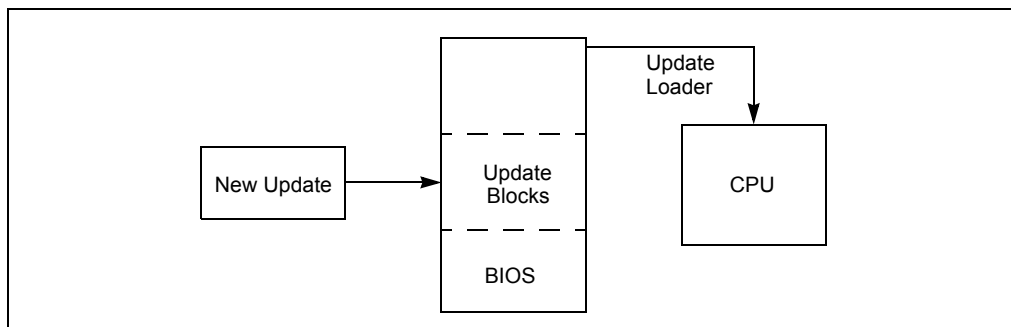 Update
Loader
New Update
Update
Blocks
CPU
BIOS